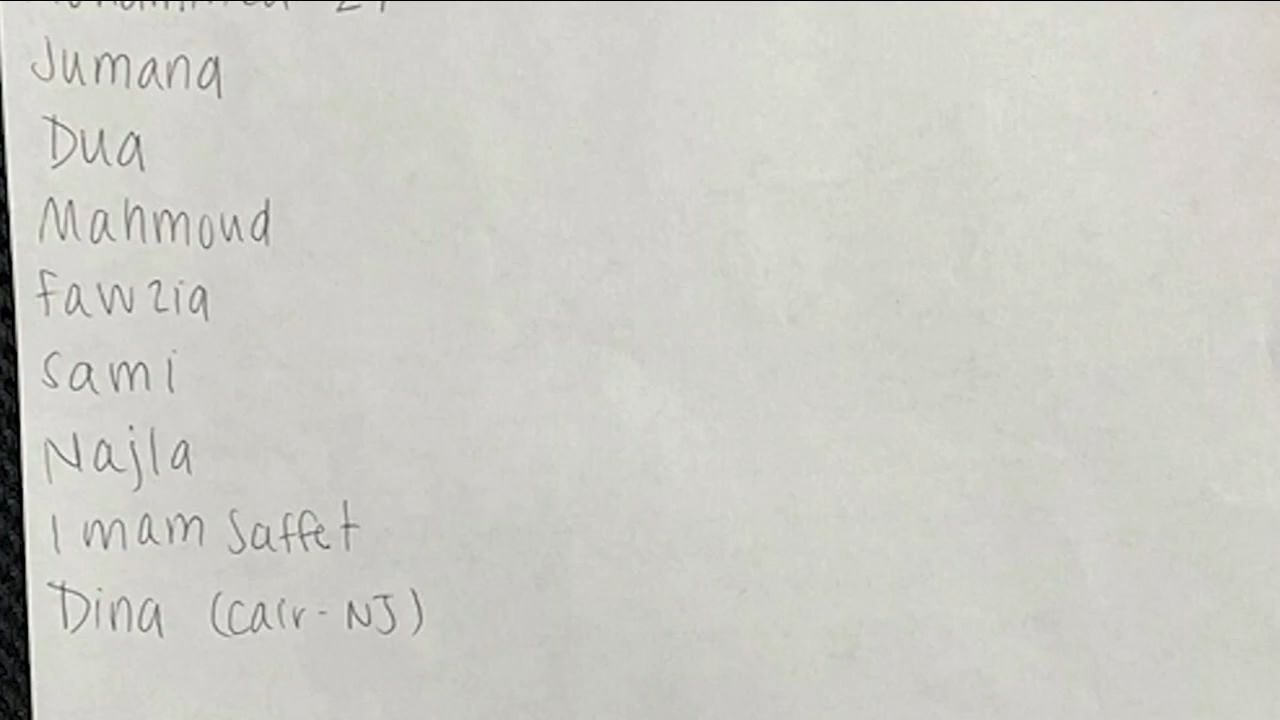 Jumana
Dua
Mahmoud
fawzia
Sami
Najla
Imam Saffet
Dina (cair-NJ)